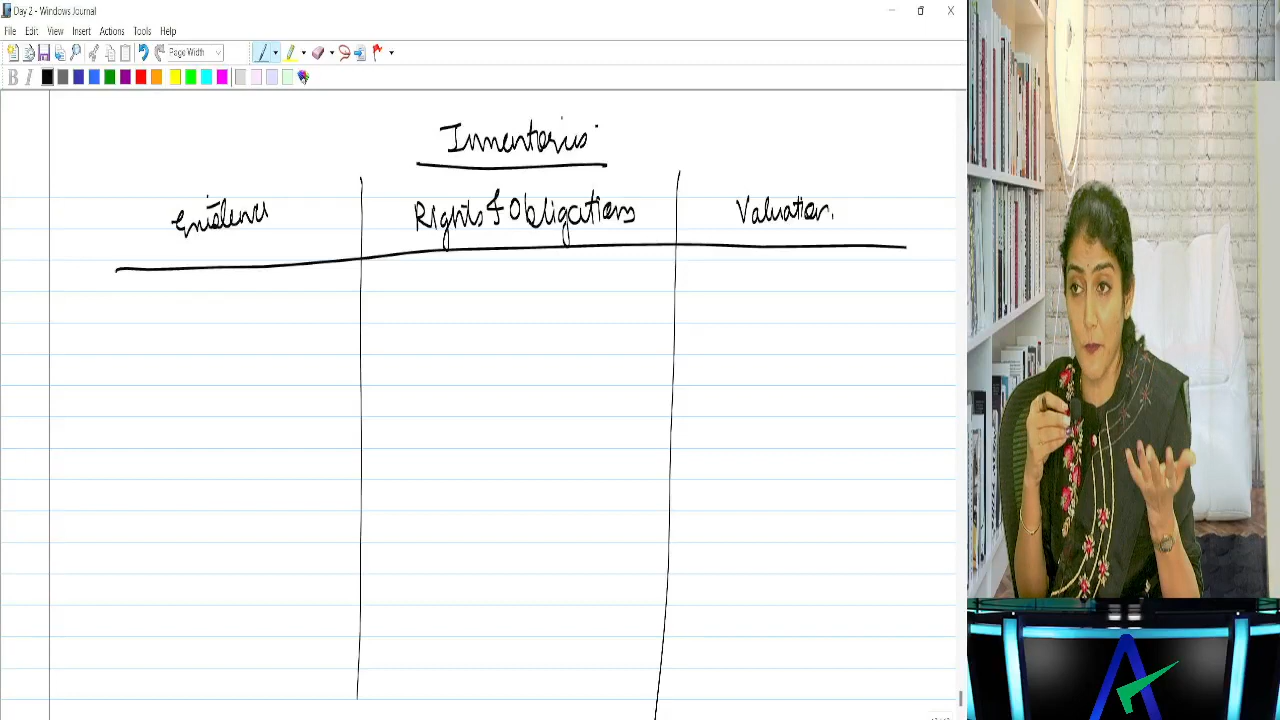 Day 2 - Windows Journal
File Edit View Insert Actions Tools Help
Page Width
B I
Inventories
Existence Rights & Obligations Valuation